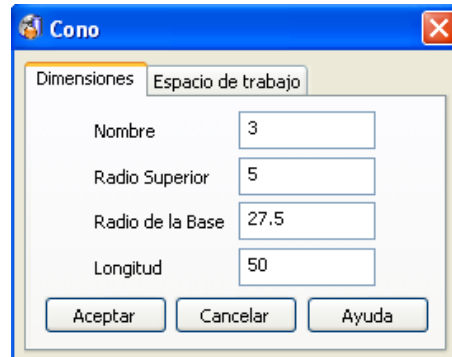 Cono
Dimensiones Espacio de trabajo
Nombre 3
Radio Superior 5
Radio de la Base 27.5
Longitud 50
Aceptar Cancelar Ayuda